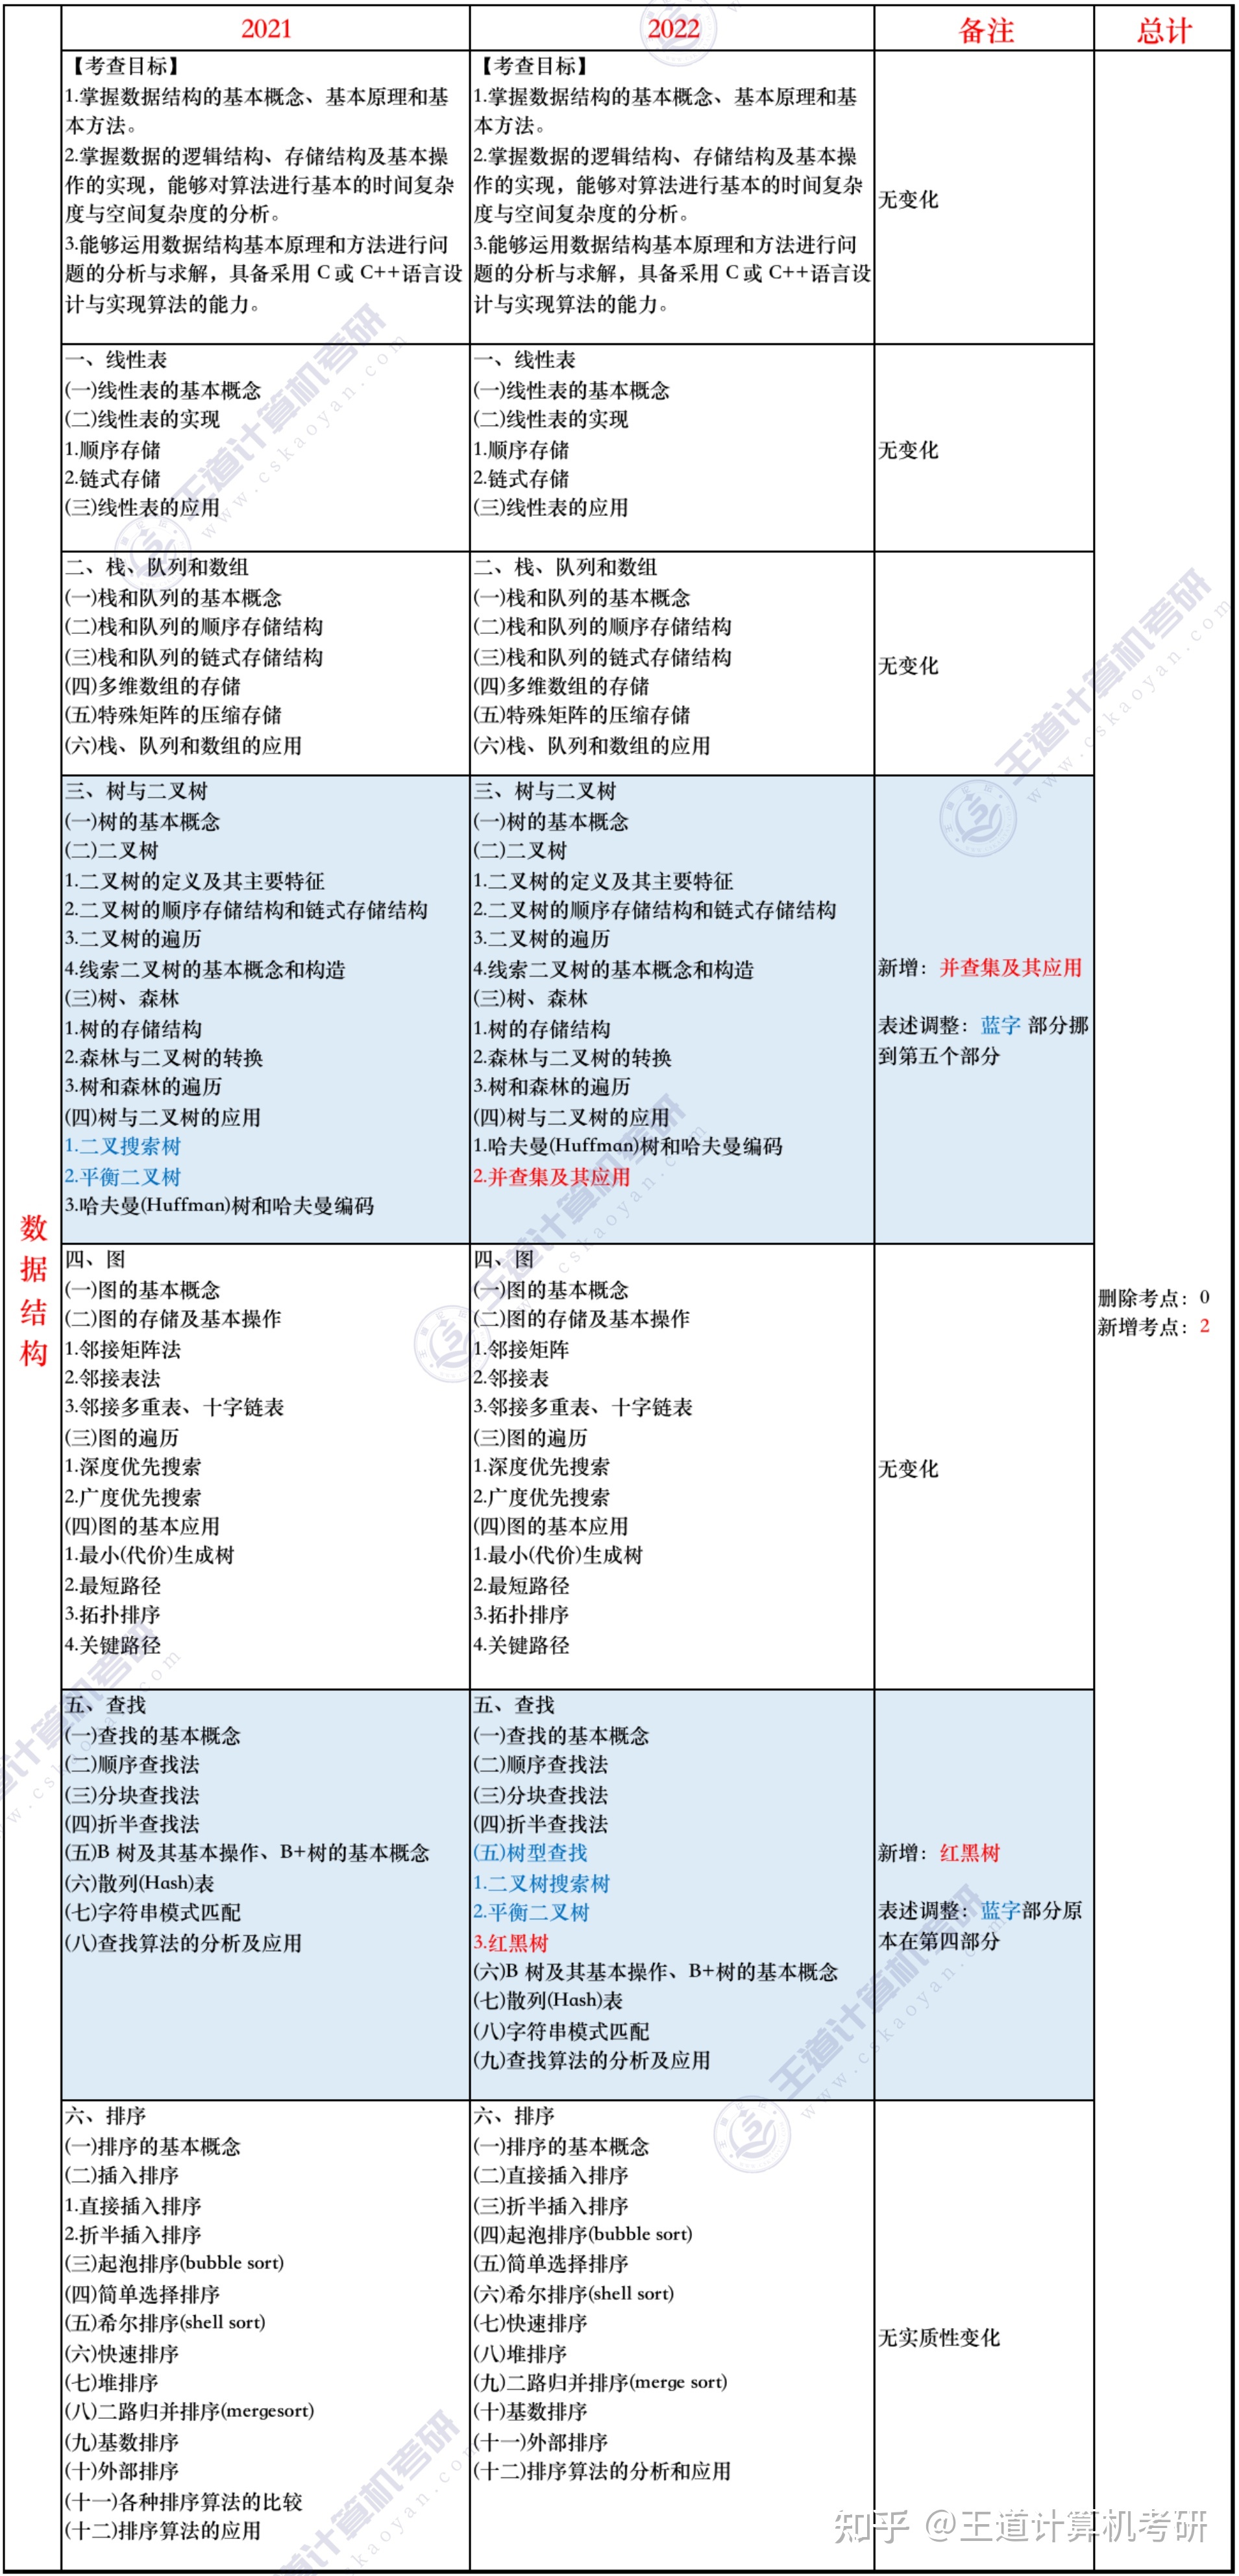 2021
2022
备注
总计
数据结构
【考查目标】
1.掌握数据结构的基本概念、基本原理和基
本方法。
2.掌握数据的逻辑结构、存储结构及基本操
作的实现，能够对算法进行基本的时间复杂
度与空间复杂度的分析。
3.能够运用数据结构基本原理和方法进行问
题的分析与求解，具备采用 C 或 C++语言设
计与实现算法的能力。
【考查目标】
1.掌握数据结构的基本概念、基本原理和基
本方法。
2.掌握数据的逻辑结构、存储结构及基本操
作的实现，能够对算法进行基本的时间复杂
度与空间复杂度的分析。
3.能够运用数据结构基本原理和方法进行问
题的分析与求解，具备采用 C 或 C++语言设
计与实现算法的能力。
无变化
一、线性表
(一)线性表的基本概念
(二)线性表的实现
1.顺序存储
2.链式存储
(三)线性表的应用
一、线性表
(一)线性表的基本概念
(二)线性表的实现
1.顺序存储
2.链式存储
(三)线性表的应用
无变化
二、栈、队列和数组
(一)栈和队列的基本概念
(二)栈和队列的顺序存储结构
(三)栈和队列的链式存储结构
(四)多维数组的存储
(五)特殊矩阵的压缩存储
(六)栈、队列和数组的应用
二、栈、队列和数组
(一)栈和队列的基本概念
(二)栈和队列的顺序存储结构
(三)栈和队列的链式存储结构
(四)多维数组的存储
(五)特殊矩阵的压缩存储
(六)栈、队列和数组的应用
无变化
三、树与二叉树
(一)树的基本概念
(二)二叉树
1.二叉树的定义及其主要特征
2.二叉树的顺序存储结构和链式存储结构
3.二叉树的遍历
4.线索二叉树的基本概念和构造
(三)树、森林
1.树的存储结构
2.森林与二叉树的转换
3.树和森林的遍历
(四)树与二叉树的应用
1.二叉搜索树
2.平衡二叉树
3.哈夫曼(Huffman)树和哈夫曼编码
三、树与二叉树
(一)树的基本概念
(二)二叉树
1.二叉树的定义及其主要特征
2.二叉树的顺序存储结构和链式存储结构
3.二叉树的遍历
4.线索二叉树的基本概念和构造
(三)树、森林
1.树的存储结构
2.森林与二叉树的转换
3.树和森林的遍历
(四)树与二叉树的应用
1.哈夫曼(Huffman)树和哈夫曼编码
2.并查集及其应用
新增：并查集及其应用
表述调整：蓝字 部分挪
到第五个部分
四、图
(一)图的基本概念
(二)图的存储及基本操作
1.邻接矩阵法
2.邻接表法
3.邻接多重表、十字链表
(三)图的遍历
1.深度优先搜索
2.广度优先搜索
(四)图的基本应用
1.最小(代价)生成树
2.最短路径
3.拓扑排序
4.关键路径
四、图
(一)图的基本概念
(二)图的存储及基本操作
1.邻接矩阵
2.邻接表
3.邻接多重表、十字链表
(三)图的遍历
1.深度优先搜索
2.广度优先搜索
(四)图的基本应用
1.最小(代价)生成树
2.最短路径
3.拓扑排序
4.关键路径
无变化
删除考点：0
新增考点：2
五、查找
(一)查找的基本概念
(二)顺序查找法
(三)分块查找法
(四)折半查找法
(五)B 树及其基本操作、B+树的基本概念
(六)散列(Hash)表
(七)字符串模式匹配
(八)查找算法的分析及应用
五、查找
(一)查找的基本概念
(二)顺序查找法
(三)分块查找法
(四)折半查找法
(五)树型查找
1.二叉树搜索树
2.平衡二叉树
3.红黑树
(六)B 树及其基本操作、B+树的基本概念
(七)散列(Hash)表
(八)字符串模式匹配
(九)查找算法的分析及应用
新增：红黑树
表述调整：蓝字部分原
本在第四部分
六、排序
(一)排序的基本概念
(二)插入排序
1.直接插入排序
2.折半插入排序
(三)起泡排序(bubble sort)
(四)简单选择排序
(五)希尔排序(shell sort)
(六)快速排序
(七)堆排序
(八)二路归并排序(mergesort)
(九)基数排序
(十)外部排序
(十一)各种排序算法的比较
(十二)排序算法的应用
六、排序
(一)排序的基本概念
(二)直接插入排序
(三)折半插入排序
(四)起泡排序(bubble sort)
(五)简单选择排序
(六)希尔排序(shell sort)
(七)快速排序
(八)堆排序
(九)二路归并排序(merge sort)
(十)基数排序
(十一)外部排序
(十二)排序算法的分析和应用
无实质性变化
王道计算机考研
www.cskaoyan.com
知乎 @王道计算机考研